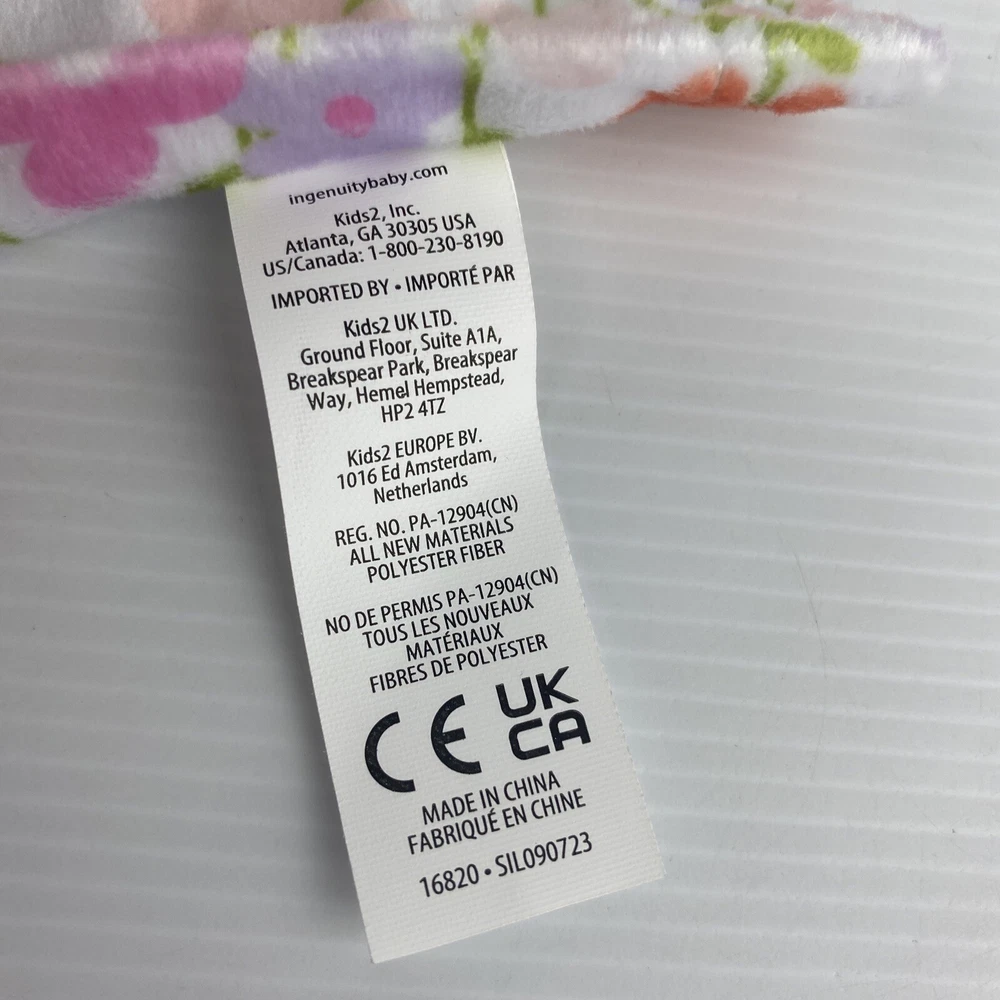 ingenuitybaby.com
Kids2, Inc.
Atlanta, GA 30305 USA
US/Canada: 1-800-230-8190
IMPORTED BY • IMPORTÉ PAR
Kids2 UK LTD.
Ground Floor, Suite A1A,
Breakspear Park, Breakspear
Way, Hemel Hempstead,
HP2 4TZ
Kids2 EUROPE BV.
1016 Ed Amsterdam,
Netherlands
REG. NO. PA-12904(CN)
ALL NEW MATERIALS
POLYESTER FIBER
NO DE PERMIS PA-12904(CN)
TOUS LES NOUVEAUX
MATÉRIAUX
FIBRES DE POLYESTER
CE UK
CA
MADE IN CHINA
FABRIQUÉ EN CHINE
16820 • SIL090723